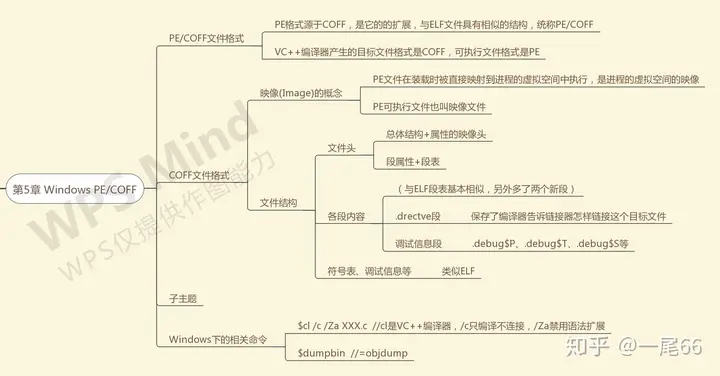 PE/COFF文件格式
PE格式源于COFF，是它的的扩展，与ELF文件具有相似的结构，统称PE/COFF
VC++编译器产生的目标文件格式是COFF，可执行文件格式是PE
第5章 Windows PE/COFF
COFF文件格式
映像(Image)的概念
PE文件在装载时被直接映射到进程的虚拟空间中执行，是进程的虚拟空间的映像
PE可执行文件也叫映像文件
文件结构
文件头
总体结构+属性的映像头
段属性+段表
各段内容
（与ELF段表基本相似，另外多了两个新段）
.drectve段
保存了编译器告诉链接器怎样链接这个目标文件
调试信息段
.debug$P、.debug$T、.debug$S等
符号表、调试信息等
类似ELF
子主题
Windows下的相关命令
$cl /c /Za XXX.c //cl是VC++编译器，/c只编译不连接，/Za禁用语法扩展
$dumpbin //=objdump
WPS Mind
WPS仅提供作图能力
知乎 @一尾66